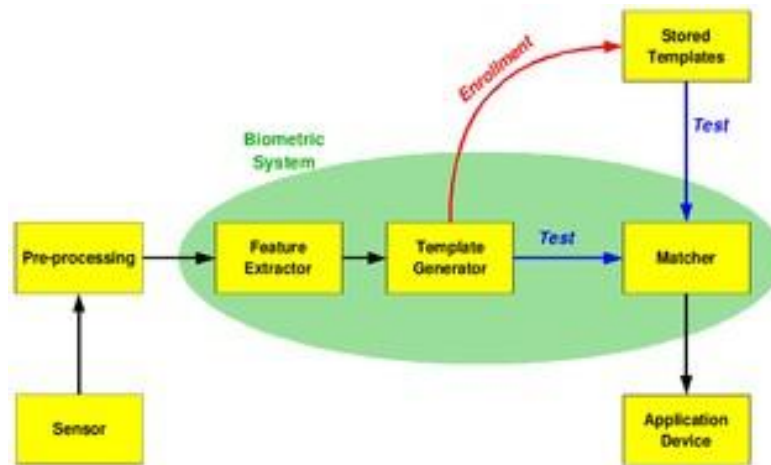 Stored
Templates
Enrollment
Test
Biometric
System
Pre-processing
Feature
Extractor
Template
Generator
Test
Matcher
Sensor
Application
Device